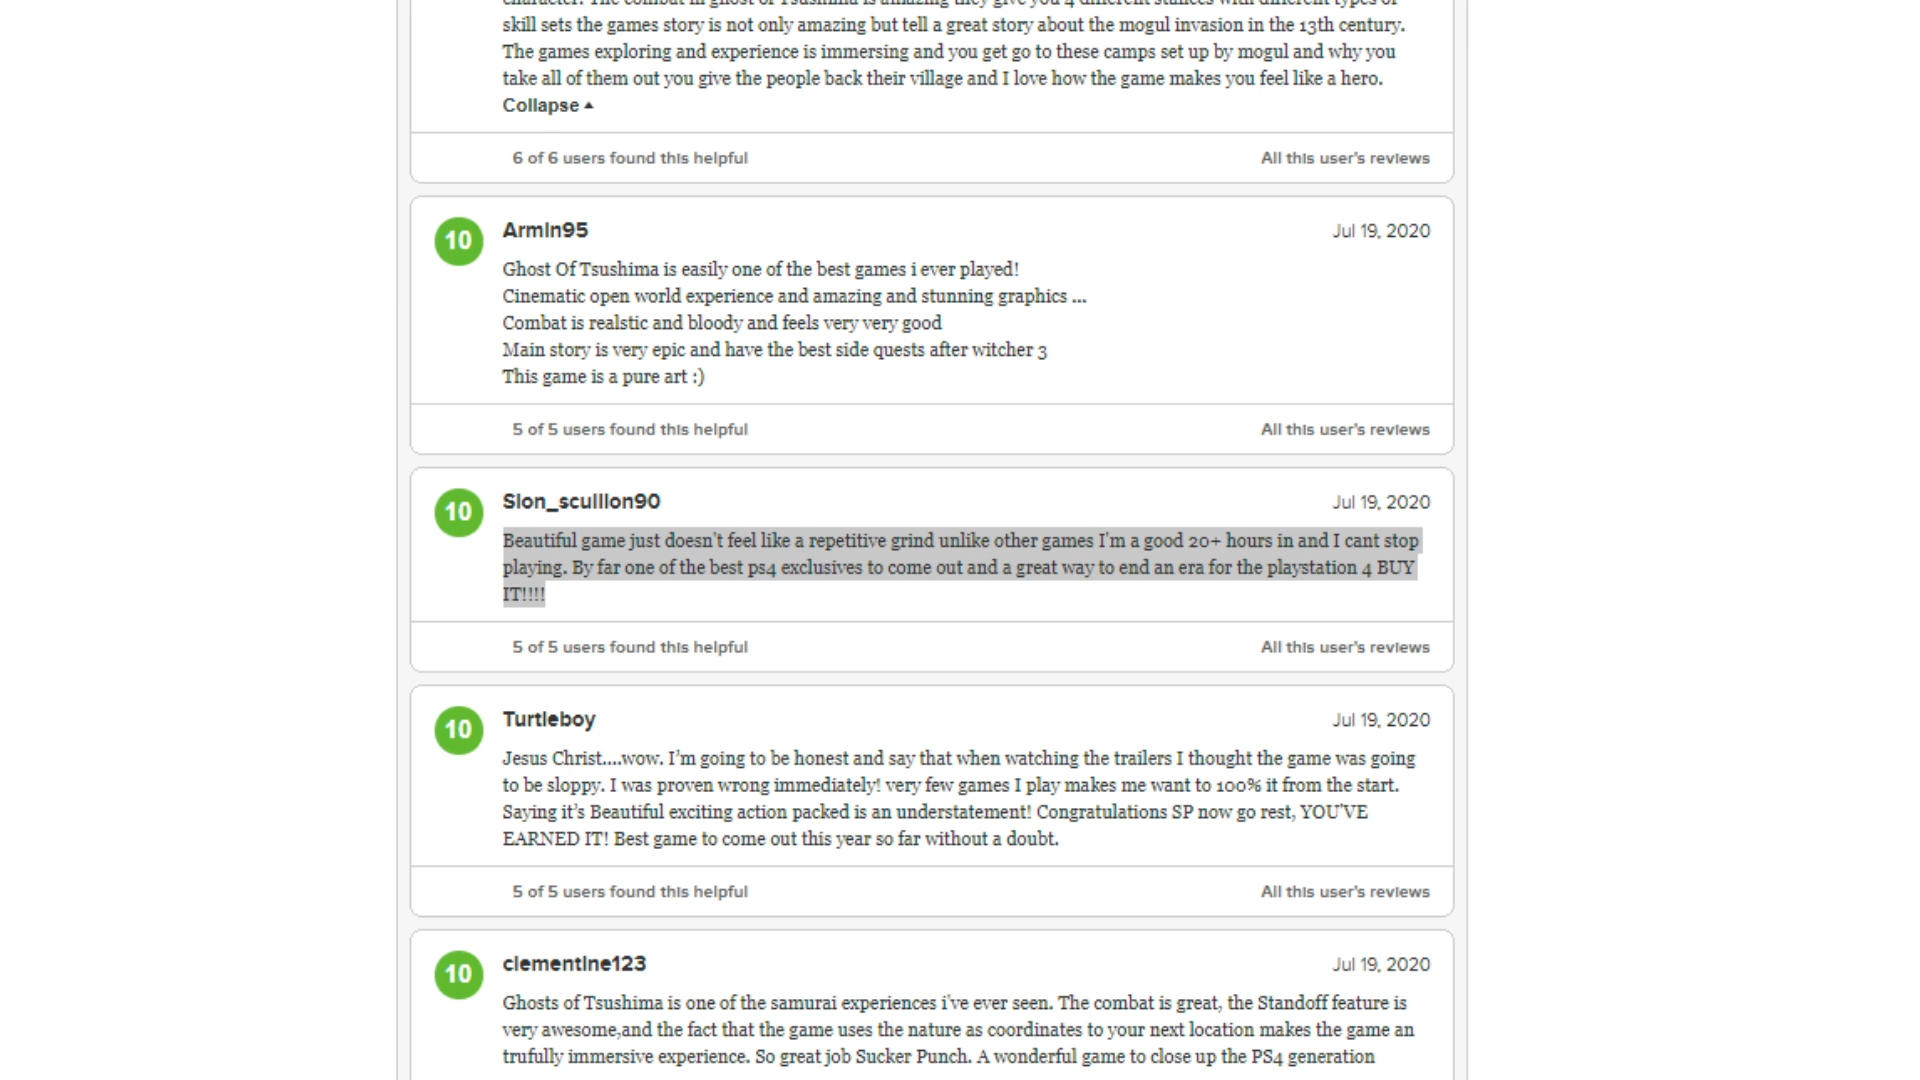 skill sets the games story is not only amazing but tell a great story about the mogul invasion in the 13th century.
The games exploring and experience is immersing and you get go to these camps set up by mogul and why you
take all of them out you give the people back their village and I love how the game makes you feel like a hero.
Collapse
6 of 6 users found this helpful
All this user's reviews
10
Armin95
Jul 19, 2020
Ghost Of Tsushima is easily one of the best games i ever played!
Cinematic open world experience and amazing and stunning graphics ...
Combat is realstic and bloody and feels very very good
Main story is very epic and have the best side quests after witcher 3
This game is a pure art :)
5 of 5 users found this helpful
All this user's reviews
10
Sion_scullion90
Jul 19, 2020
Beautiful game just doesn't feel like a repetitive grind unlike other games I'm a good 20+ hours in and I cant stop
playing. By far one of the best ps4 exclusives to come out and a great way to end an era for the playstation 4 BUY
IT!!!!
5 of 5 users found this helpful
All this user's reviews
10
Turtleboy
Jul 19, 2020
Jesus Christ....wow. I’m going to be honest and say that when watching the trailers I thought the game was going
to be sloppy. I was proven wrong immediately! very few games I play makes me want to 100% it from the start.
Saying it’s Beautiful exciting action packed is an understatement! Congratulations SP now go rest, YOU’VE
EARNED IT! Best game to come out this year so far without a doubt.
5 of 5 users found this helpful
All this user's reviews
10
clementine123
Jul 19, 2020
Ghosts of Tsushima is one of the samurai experiences i've ever seen. The combat is great, the Standoff feature is
very awesome,and the fact that the game uses the nature as coordinates to your next location makes the game an
trufully immersive experience. So great job Sucker Punch. A wonderful game to close up the PS4 generation